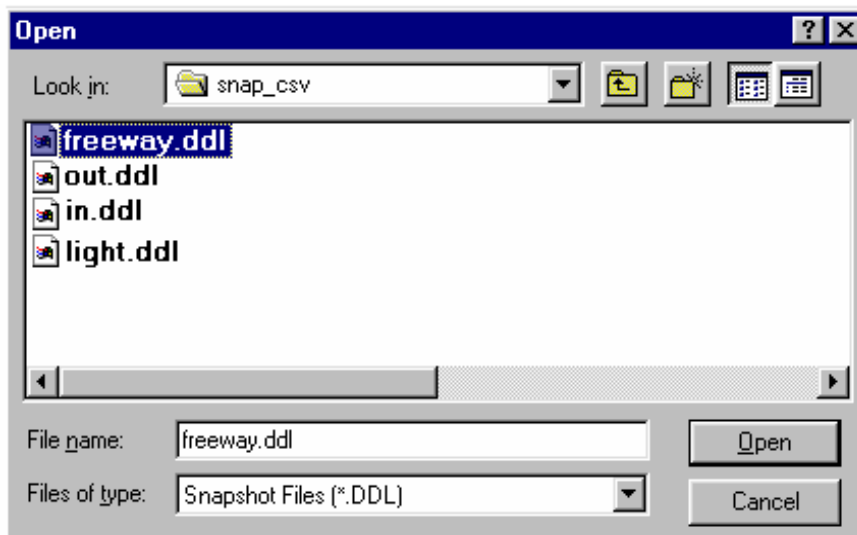 Open
Look in: snap_csv
freeway.ddl
out.ddl
in.ddl
light.ddl
File name: freeway.ddl Open
Files of type: Snapshot Files (*.DDL) Cancel